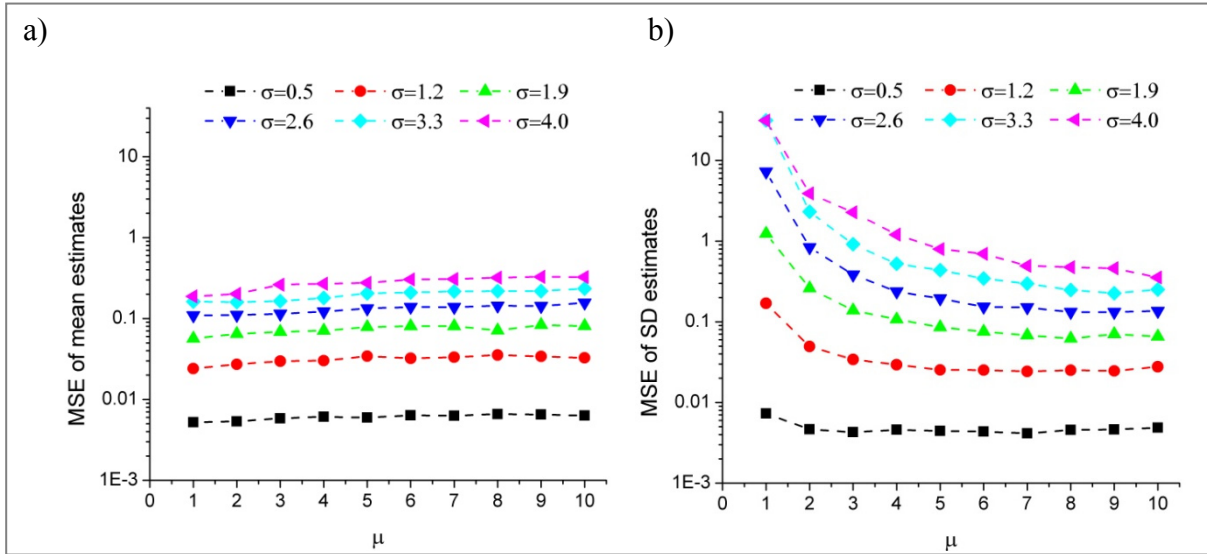 a)
σ=0.5 σ=1.2 σ=1.9
σ=2.6 σ=3.3 σ=4.0
MSE of mean estimates
10
1
0.1
0.01
1E-3
0 1 2 3 4 5 6 7 8 9 10
μ
b)
σ=0.5 σ=1.2 σ=1.9
σ=2.6 σ=3.3 σ=4.0
MSE of SD estimates
10
1
0.1
0.01
1E-3
0 1 2 3 4 5 6 7 8 9 10
μ